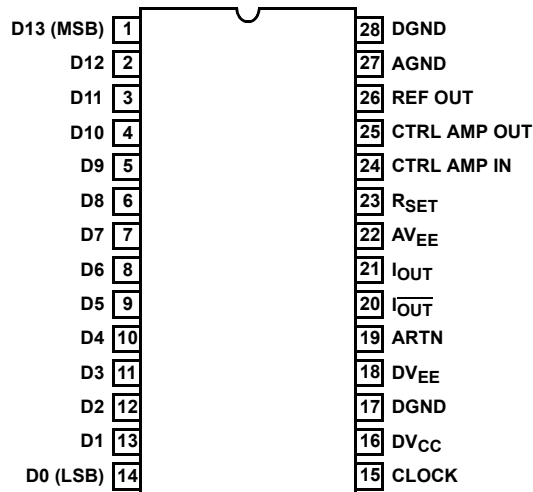 D13 (MSB) 1 28 DGND
D12 2 27 AGND
D11 3 26 REF OUT
D10 4 25 CTRL AMP OUT
D9 5 24 CTRL AMP IN
D8 6 23 RSET
D7 7 22 AVEE
D6 8 21 IOUT
D5 9 20 IOUT
D4 10 19 ARTN
D3 11 18 DVEE
D2 12 17 DGND
D1 13 16 DVCC
D0 (LSB) 14 15 CLOCK